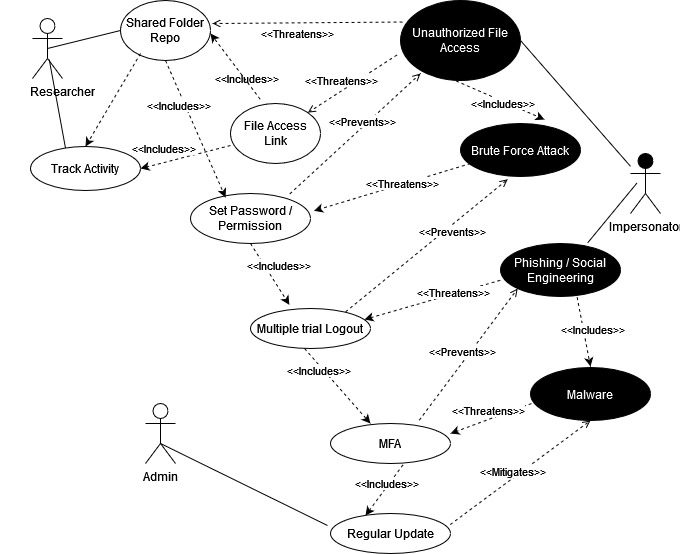 Shared Folder
Repo
<<Threatens>>
Unauthorized File
Access
Researcher
<<Includes>>
<<Threatens>>
<<Includes>>
<<Includes>>
File Access
Link
<<Prevents>>
<<Includes>>
Brute Force Attack
Track Activity
<<Threatens>>
Set Password /
Permission
Impersonato
<<Prevents>>
<<Includes>>
Phishing / Social
Engineering
<<Threatens>>
Multiple trial Logout
<<Includes>>
<<Prevents>>
<<Includes>>
Malware
<<Threatens>>
MFA
Admin
<<Includes>>
<<Mitigates>>
Regular Update